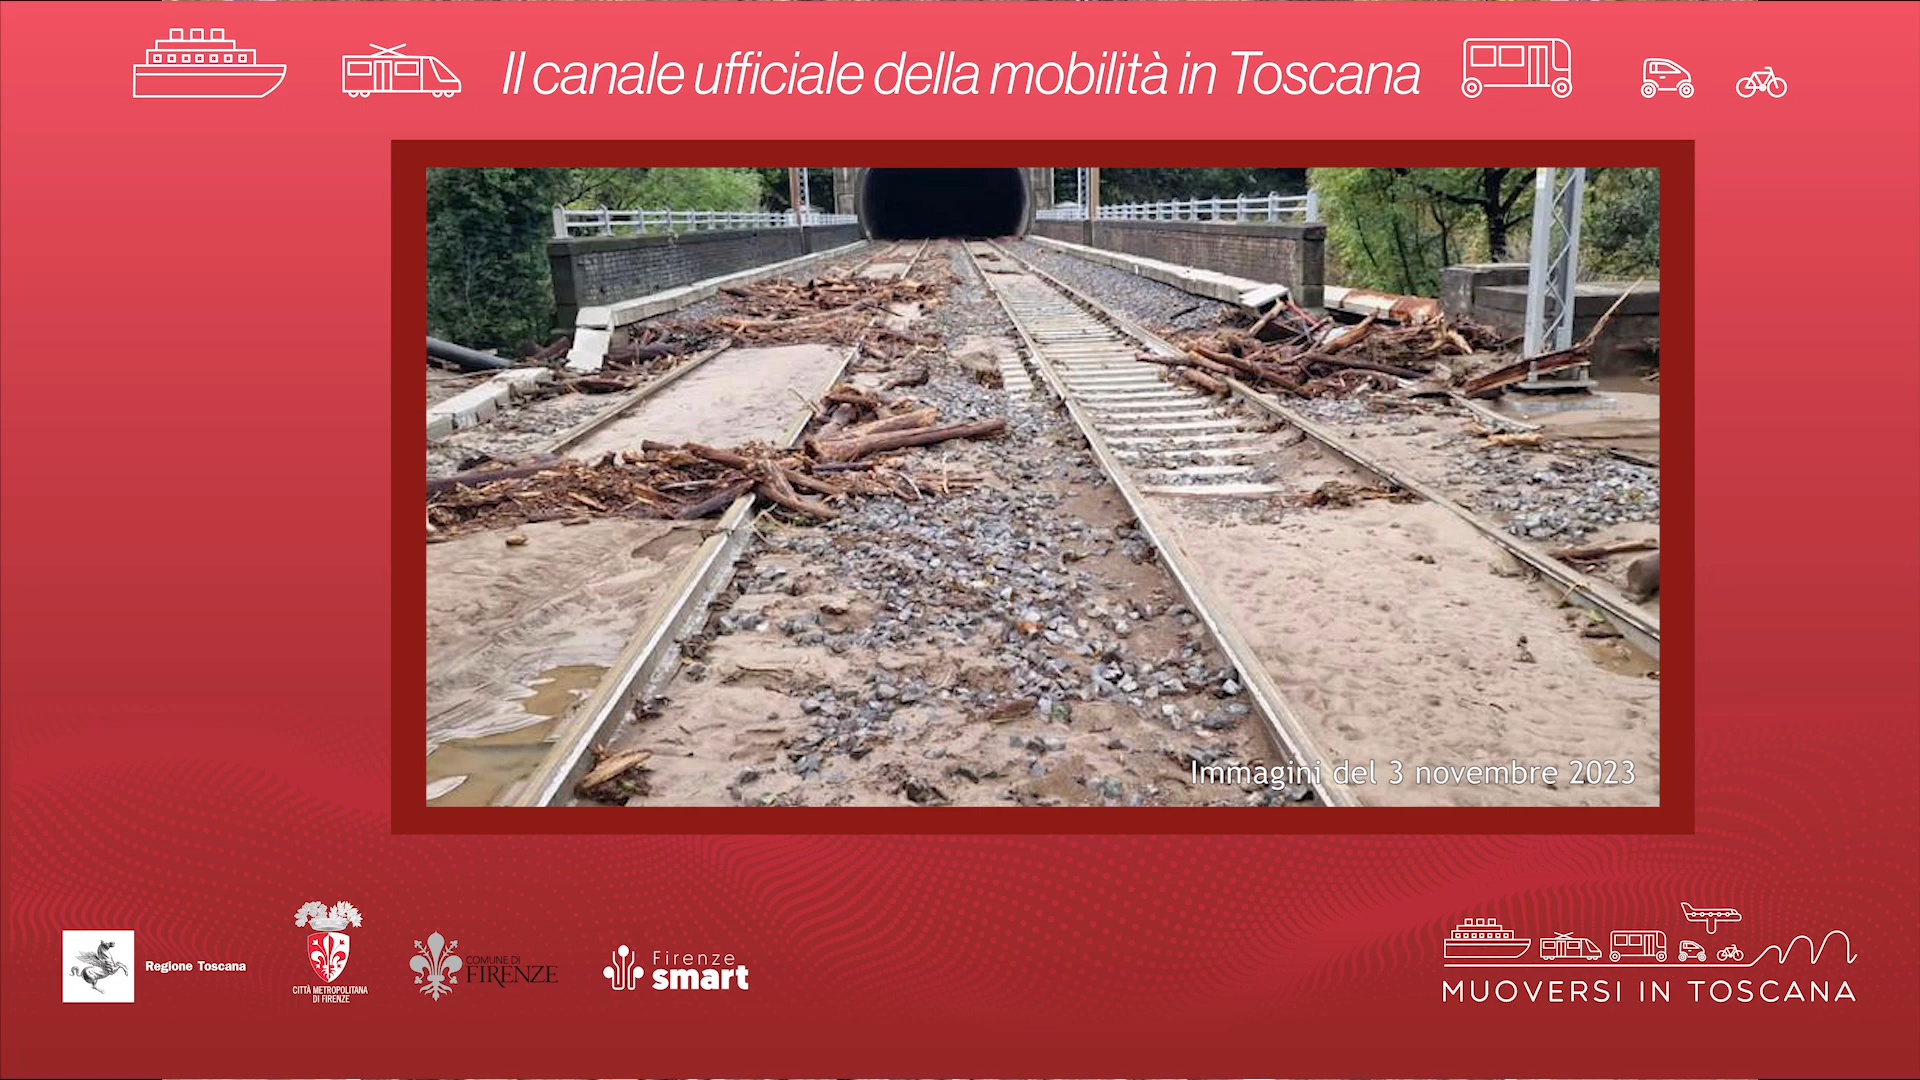 Il canale ufficiale della mobilità in Toscana
Immagini del 3 novembre 2023
Regione Toscana
CITTÀ METROPOLITANA
DI FIRENZE
COMUNE DI
FIRENZE
Firenze
smart
MUOVERSI IN TOSCANA